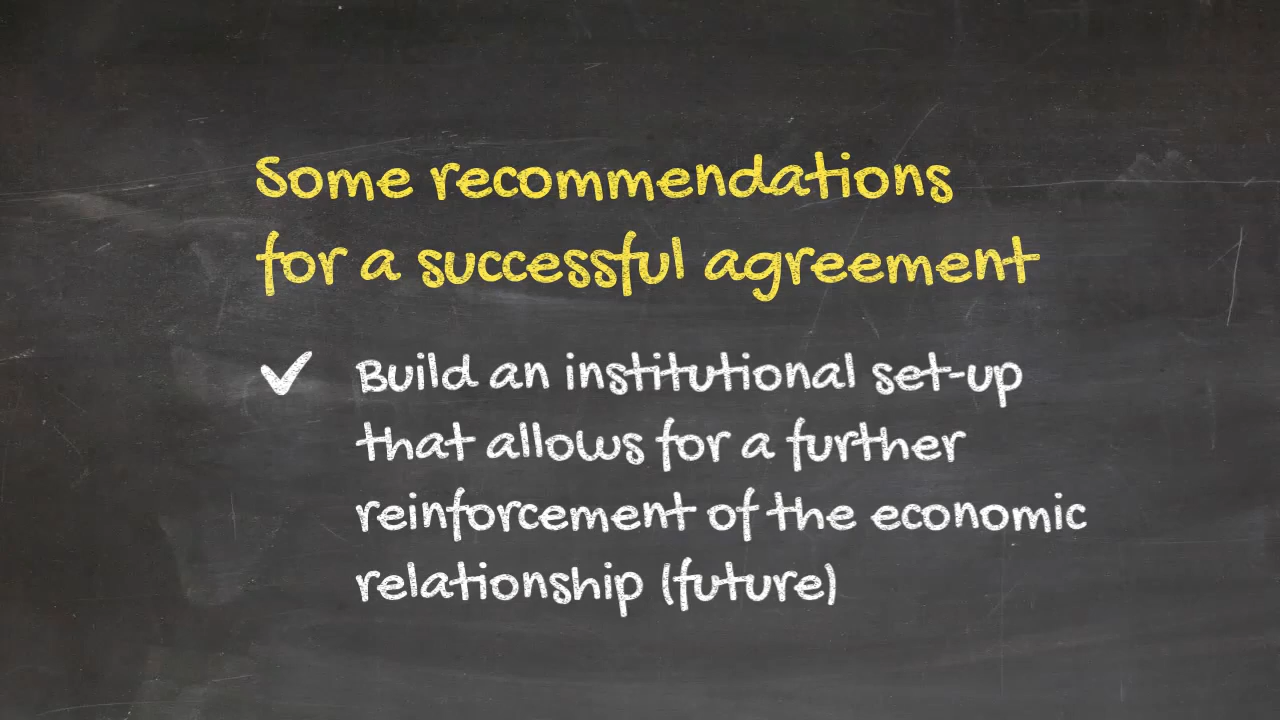 Some recommendations
for a successful agreement
✓ Build an institutional set-up
that allows for a further
reinforcement of the economic
relationship (future)